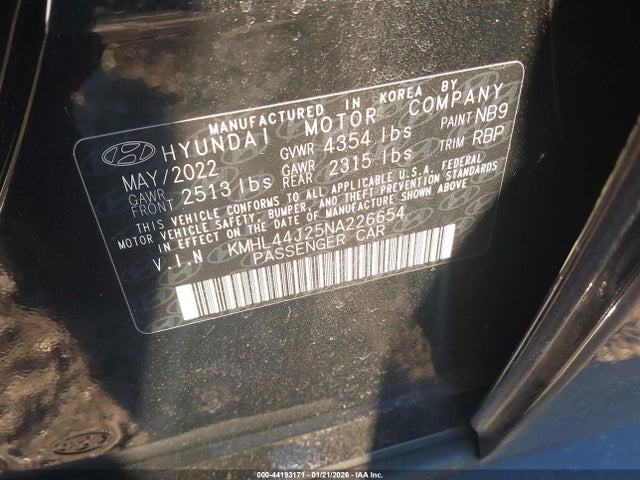 MANUFACTURED IN KOREA BY
HYUNDAI MOTOR COMPANY
MAY/2022 GVWR 4354 lbs PAINT NB9
GAWR FRONT 2513 lbs GAWR REAR 2315 lbs TRIM RBP
THIS VEHICLE CONFORMS TO ALL APPLICABLE U.S.A. FEDERAL
MOTOR VEHICLE SAFETY, BUMPER, AND THEFT PREVENTION STANDARDS
IN EFFECT ON THE DATE OF MANUFACTURE SHOWN ABOVE
V.I.N KMHL44J25NA226654
PASSENGER CAR
000-44193171 | 01/21/2026 | Copyright © IAA, Inc.